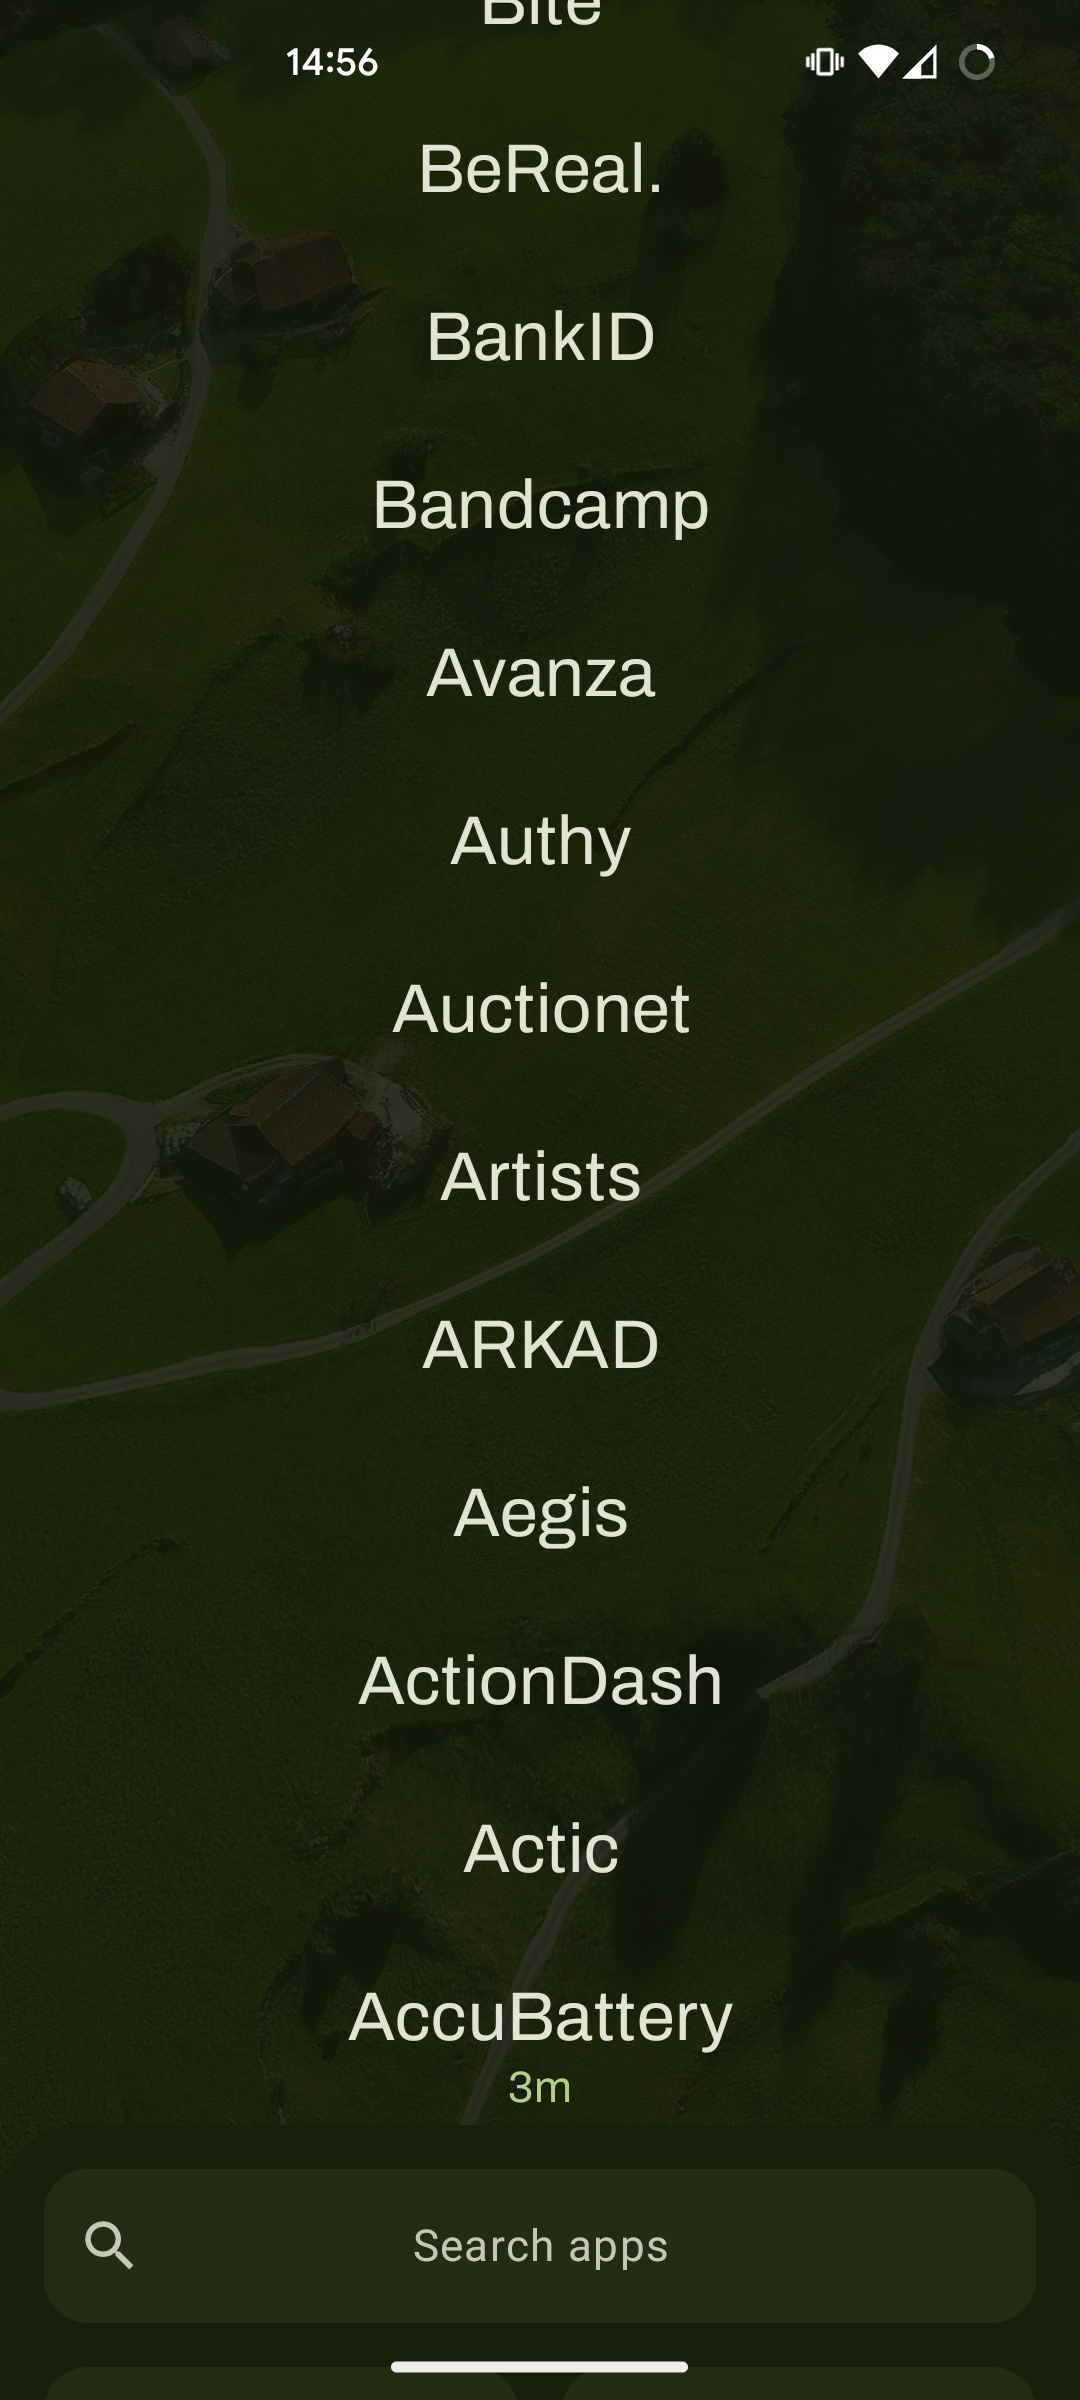 Bite
14:56
BeReal.
BankID
Bandcamp
Avanza
Authy
Auctionet
Artists
ARKAD
Aegis
ActionDash
Actic
AccuBattery
3m
Search apps